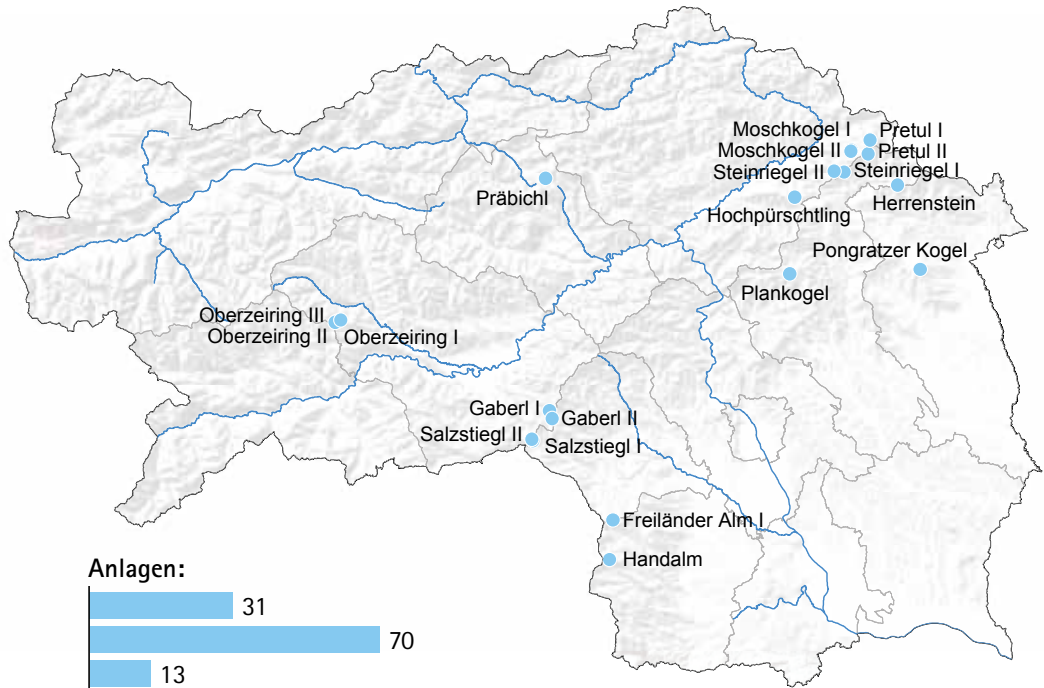 Moschkogel I
Pretul I
Moschkogel II
Pretul II
Steinriegel II
Steinriegel I
Präbichl
Herrenstein
Hochpürschtling
Pongratzer Kogel
Plankogel
Oberzeiring III
Oberzeiring II
Oberzeiring I
Gaberl I
Gaberl II
Salzstiegl II
Salzstiegl I
Freiländer Alm I
Handalm
Anlagen:
31
70
13